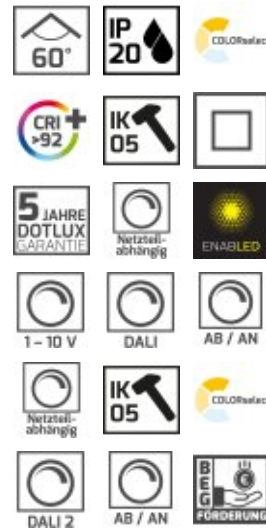 60°
IP
20
COLORselec
CRI +
>92
IK
05
5 JAHRE
DOTLUX
GARANTIE
Netzteil-
abhängig
ENABLED
1 – 10 V
DALI
AB / AN
Netzteil-
abhängig
IK
05
COLORselec
DALI 2
AB / AN
BEG
FÖRDERUNG